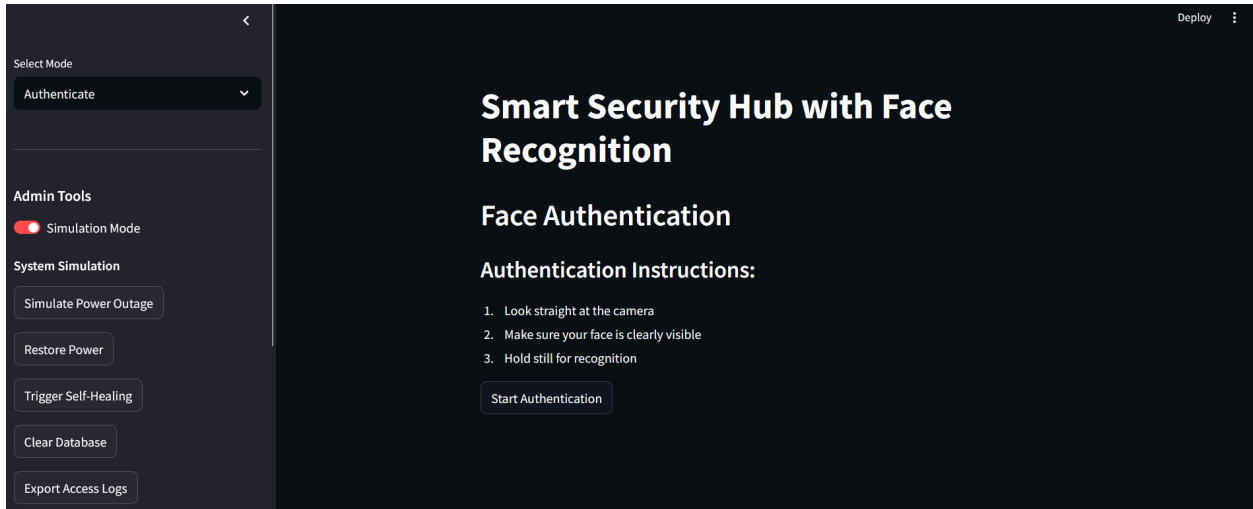 Deploy
Select Mode
Authenticate
Admin Tools
Simulation Mode
System Simulation
Simulate Power Outage
Restore Power
Trigger Self-Healing
Clear Database
Export Access Logs
Smart Security Hub with Face
Recognition
Face Authentication
Authentication Instructions:
1. Look straight at the camera
2. Make sure your face is clearly visible
3. Hold still for recognition
Start Authentication